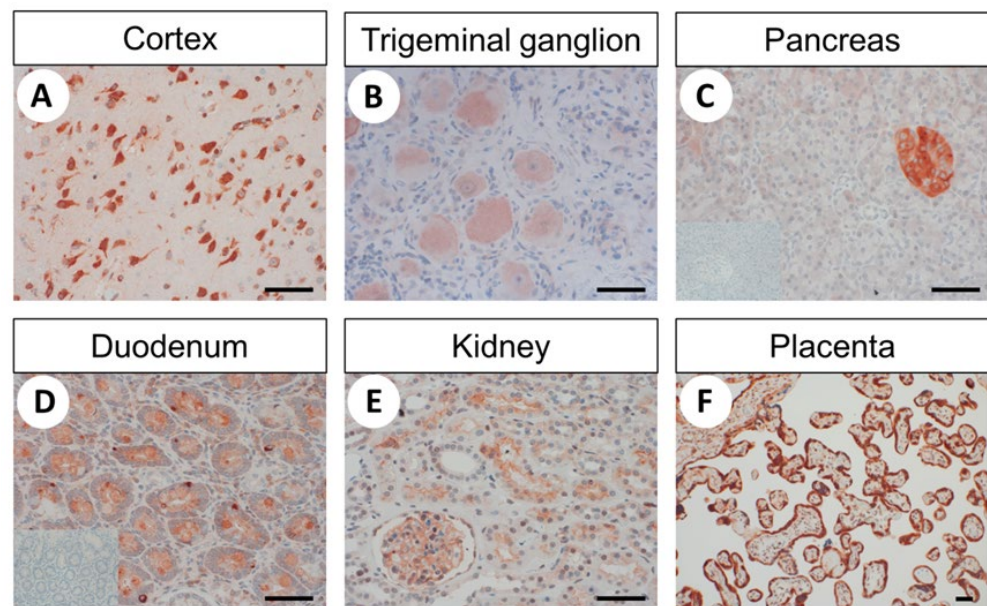 Cortex
Trigeminal ganglion
Pancreas
A
B
C
Duodenum
Kidney
Placenta
D
E
F